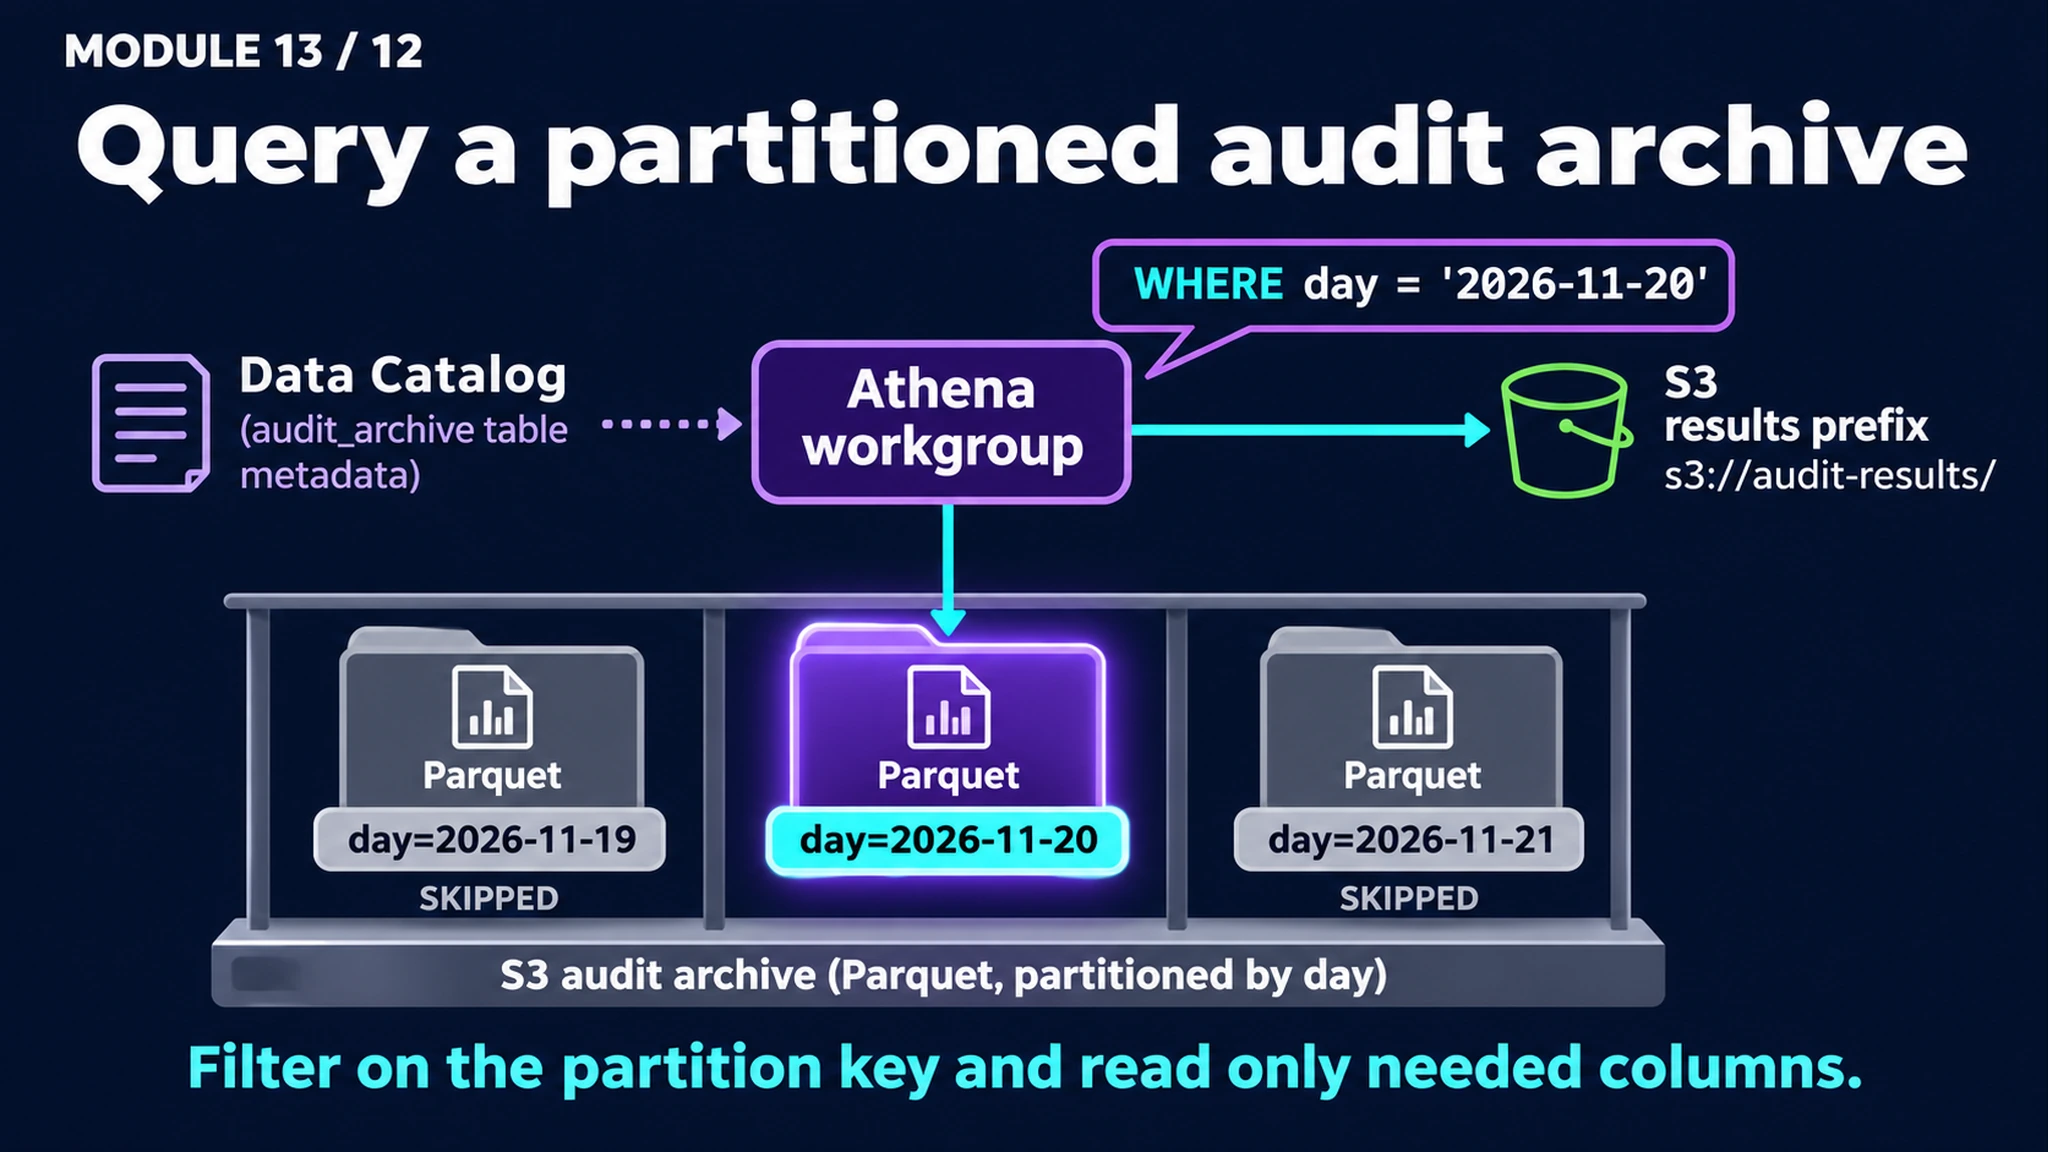 MODULE 13 / 12
Query a partitioned audit archive
WHERE day = '2026-11-20'
Data Catalog
(audit_archive table
metadata)
Athena
workgroup
S3
results prefix
s3://audit-results/
Parquet
day=2026-11-19
SKIPPED
Parquet
day=2026-11-20
Parquet
day=2026-11-21
SKIPPED
S3 audit archive (Parquet, partitioned by day)
Filter on the partition key and read only needed columns.